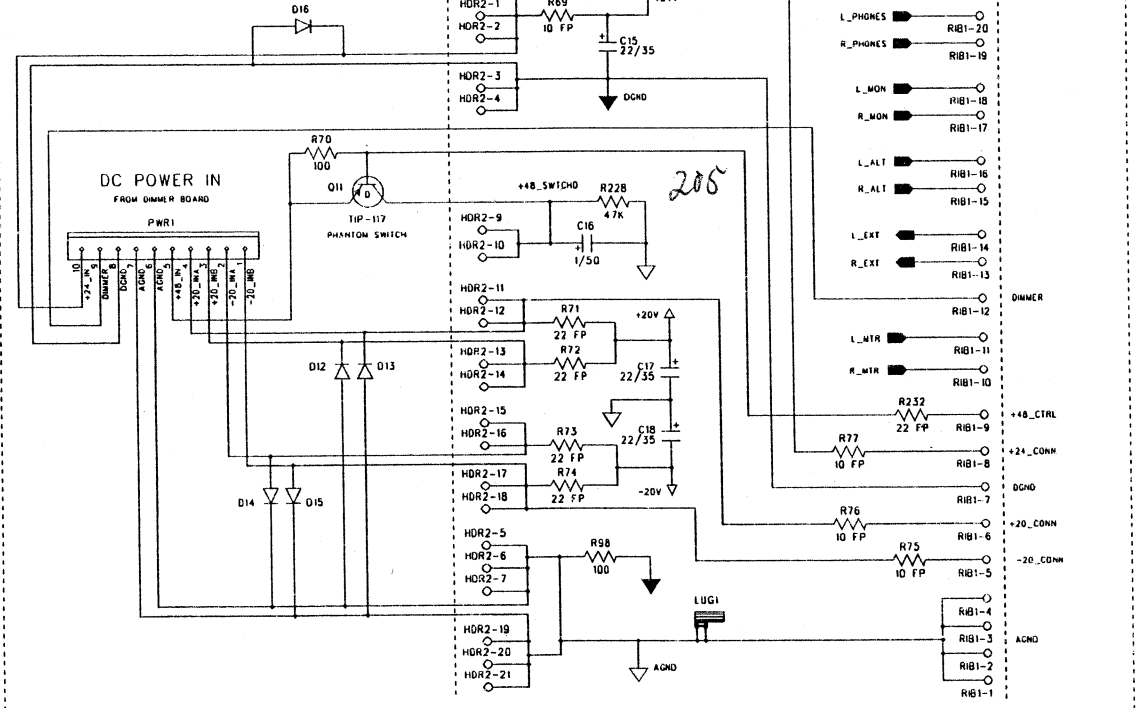 D16
HDR2-1
HDR2-2
R69
10 FP
C15
22/35
HDR2-3
HDR2-4
DGND
L_PHONES
RIB1-20
R_PHONES
RIB1-19
L_MON
RIB1-18
R_MON
RIB1-17
L_ALT
RIB1-16
R_ALT
RIB1-15
L_EXT
RIB1-14
R_EXT
RIB1-13
DIMMER
RIB1-12
L_MTR
RIB1-11
R_MTR
RIB1-10
R70
100
Q11
D
TIP-117
PHANTOM SWITCH
DC POWER IN
FROM DIMMER BOARD
PWR1
10 9 8 7 6 5 4 3 2 1
+24_IN
DIMMER
DGND
AGND
AGND
+48_IN
+20_INA
+20_INB
-20_INA
-20_INB
+48_SWTCHD
R228
47K
205
HDR2-9
HDR2-10
C16
1/50
HDR2-11
HDR2-12
R71
22 FP
+20V
HDR2-13
HDR2-14
R72
22 FP
C17
22/35
D12
D13
HDR2-15
HDR2-16
R73
22 FP
C18
22/35
HDR2-17
HDR2-18
R74
22 FP
-20V
D14
D15
R232
22 FP
RIB1-9
+48_CTRL
R77
10 FP
RIB1-8
+24_CONN
RIB1-7
DGND
R76
10 FP
RIB1-6
+20_CONN
R75
10 FP
RIB1-5
-20_CONN
HDR2-5
HDR2-6
HDR2-7
R98
100
LUG1
HDR2-19
HDR2-20
HDR2-21
AGND
RIB1-4
RIB1-3
AGND
RIB1-2
RIB1-1